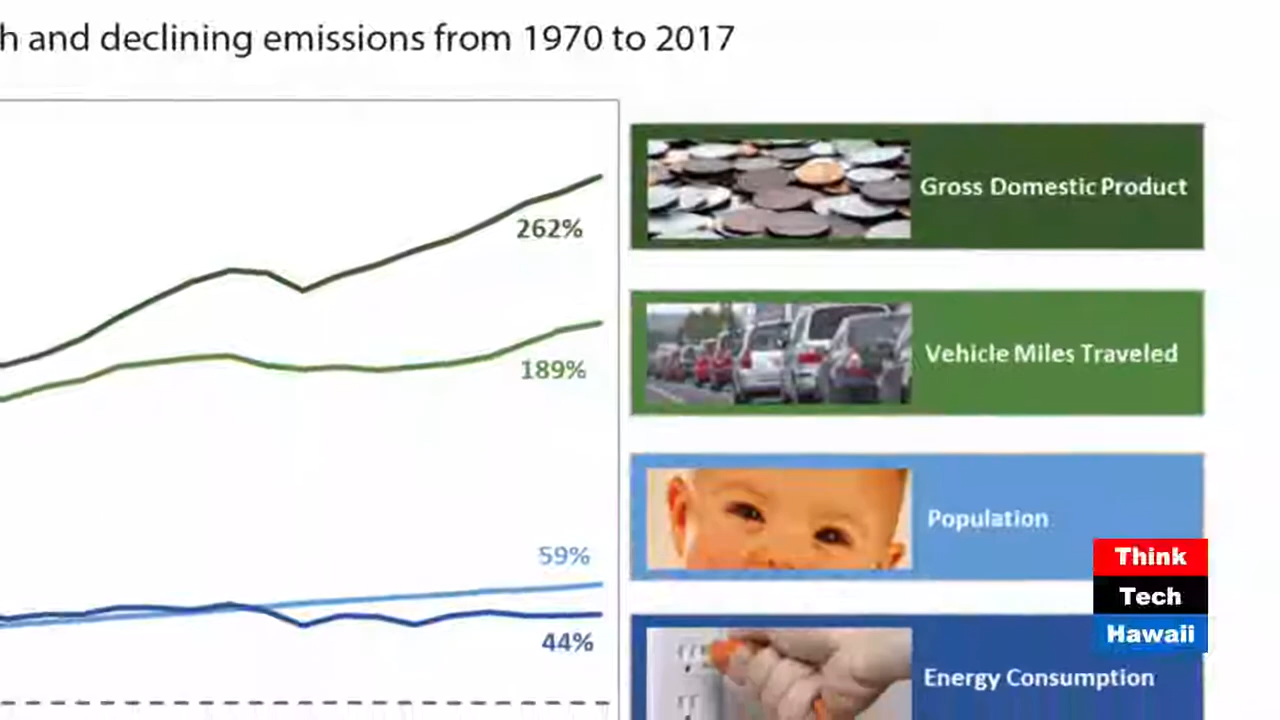 h and declining emissions from 1970 to 2017
262%
189%
59%
44%
Gross Domestic Product
Vehicle Miles Traveled
Population
Energy Consumption
Think
Tech
Hawaii